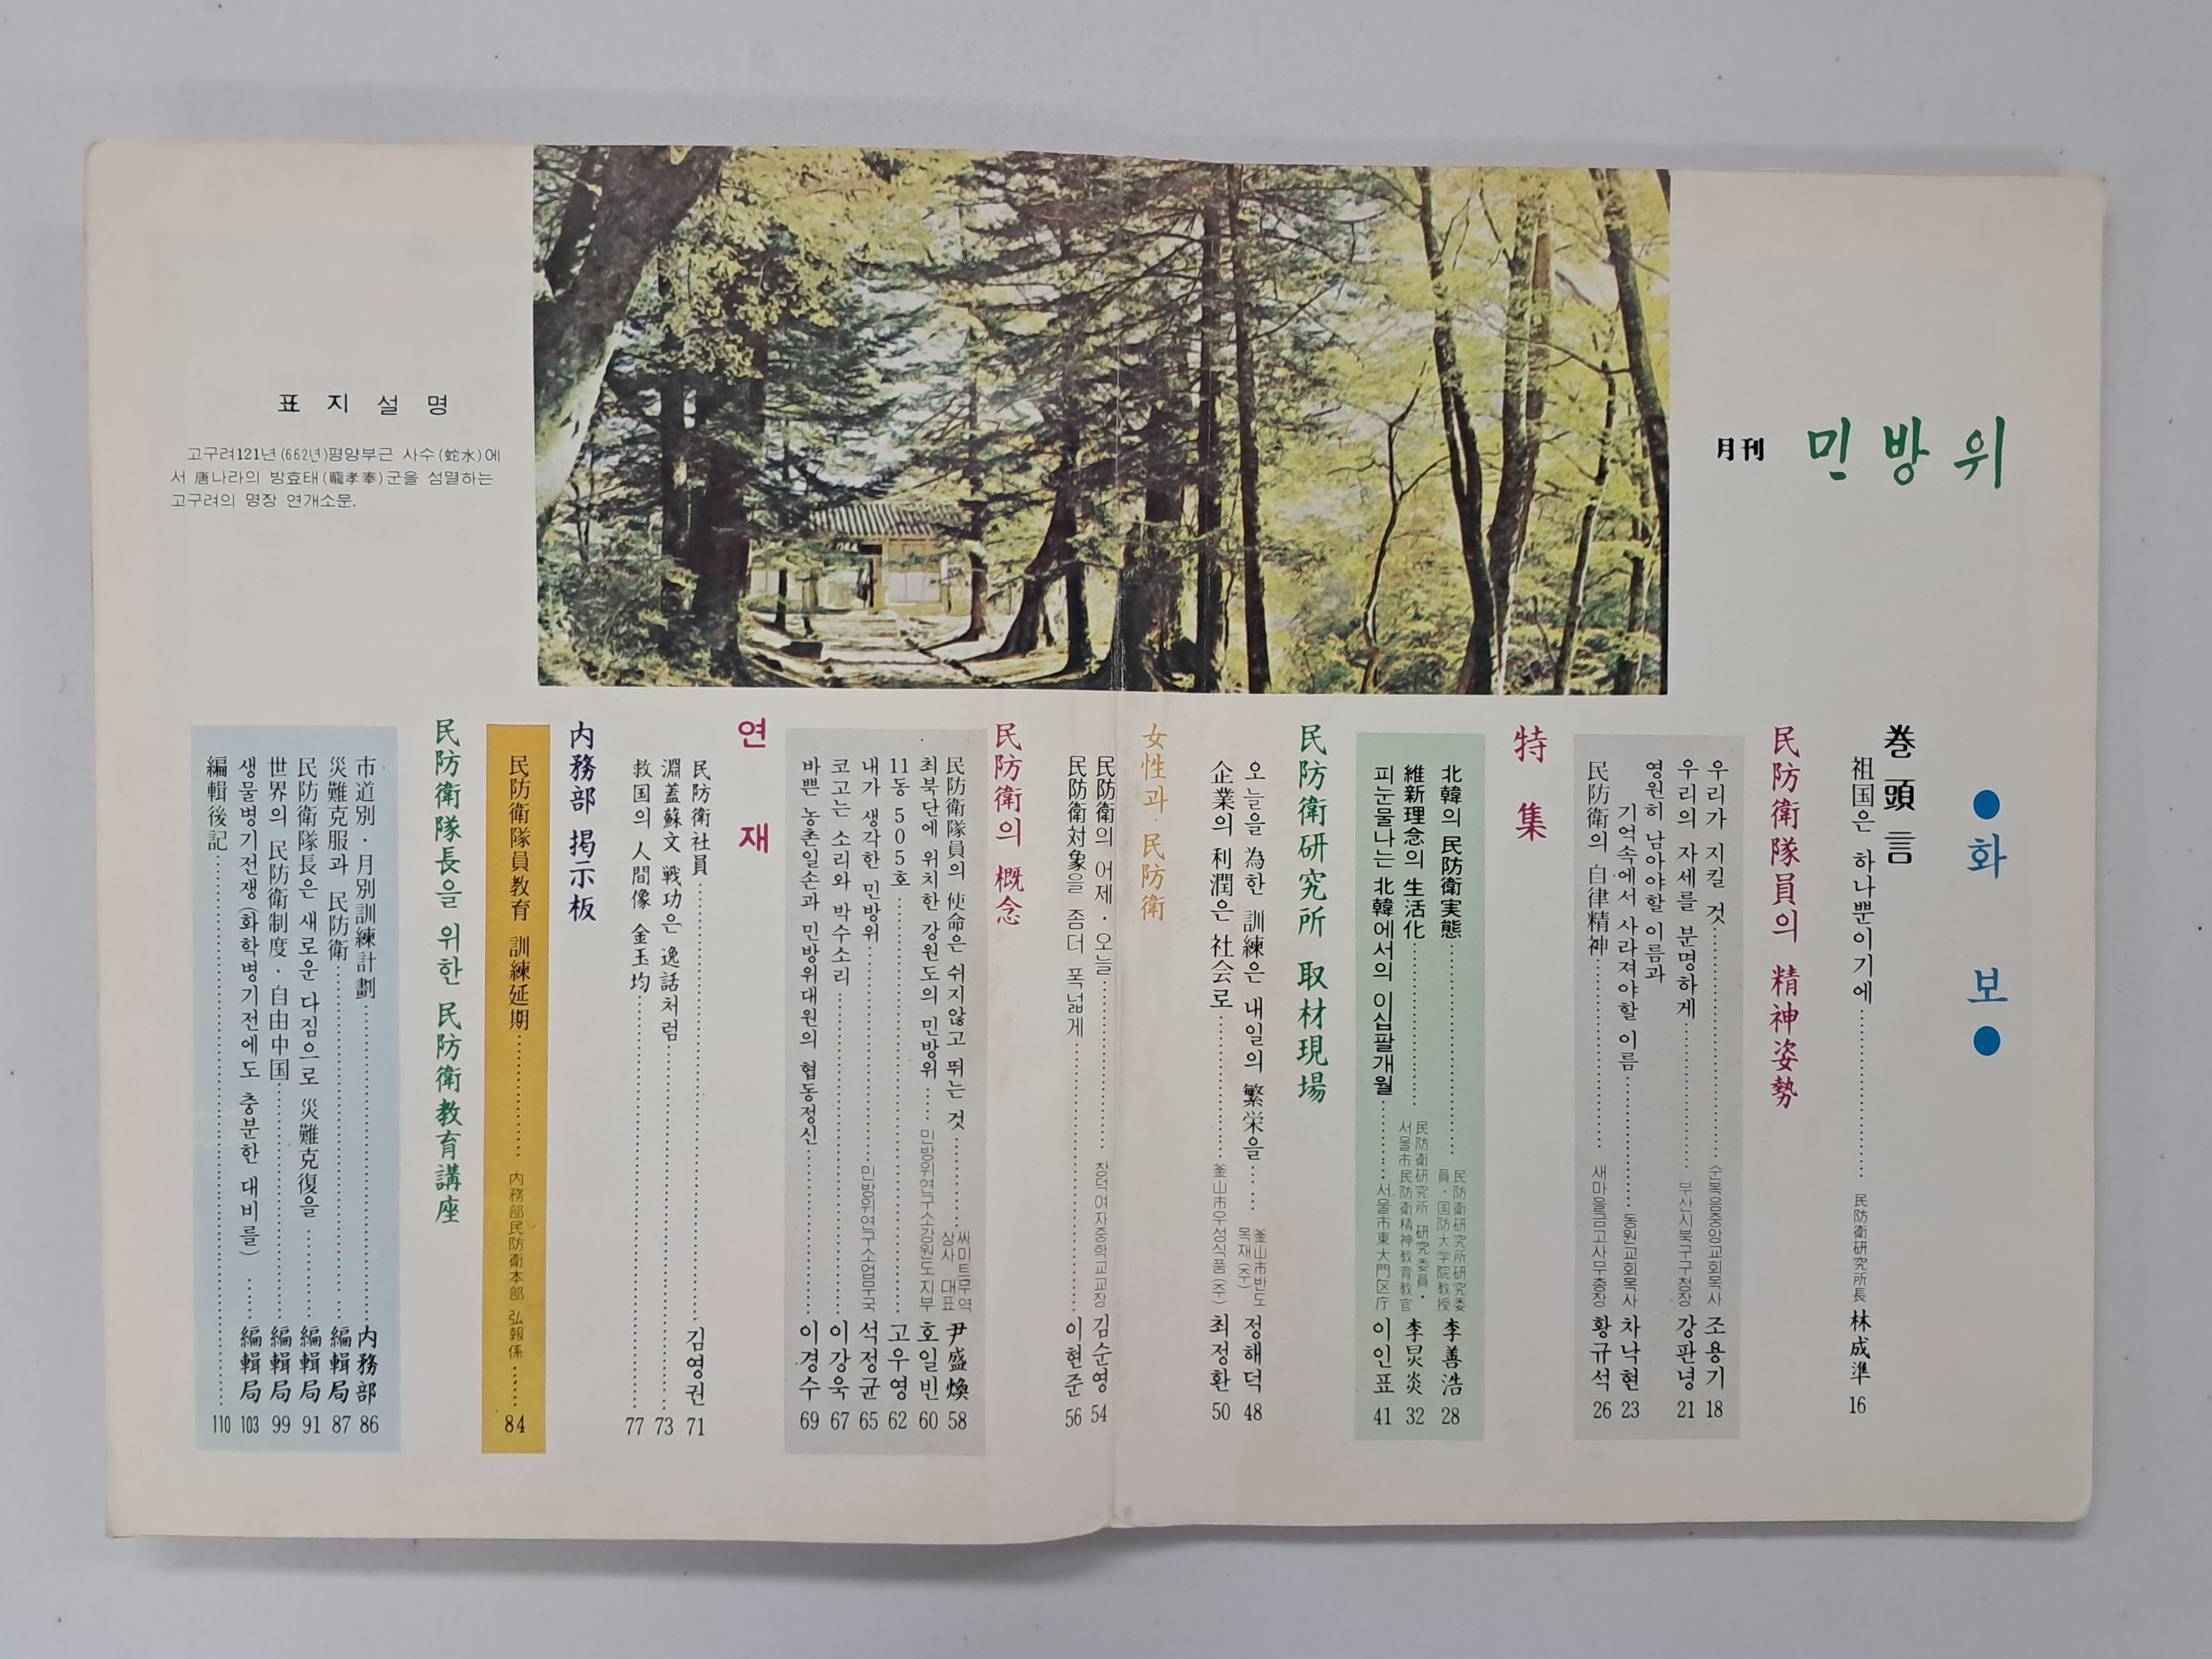 月刊 민방위
●화 보●
巻頭言
祖国은 하나뿐이기에 民防衛研究所長 林成準 16
民防衛隊員의 精神姿勢
우리가 지킬 것 순복음중앙교회목사 조용기 18
우리의 자세를 분명하게 부산시북구구청장 강판녕 21
영원히 남아야할 이름과
기억속에서 사라져야할 이름 동원교회목사 차낙현 23
民防衛의 自律精神 새마을금고사무총장 황규석 26
特集
北韓의 民防衛実態 民防衛研究所研究委員・国防大学院教授 李善浩 28
維新理念의 生活化 民防衛研究所 研究委員・서울市民防衛精神教育教官 李炅炎 32
피눈물나는 北韓에서의 이십팔개월 서울市東大門区庁 이인표 41
民防衛研究所 取材現場
오늘을 為한 訓練은 내일의 繁栄을 釜山市반도목재(주) 정해덕 48
企業의 利潤은 社会로 釜山市우성식품(주) 최정환 50
女性과 民防衛
民防衛의 어제・오늘 창덕여자중학교교장 김순영 54
民防衛対象을 좀더 폭넓게 이현준 56
民防衛의 概念
民防衛隊員의 使命은 쉬지않고 뛰는 것 싸미트무역상사 대표 尹盛煥 58
최북단에 위치한 강원도의 민방위 민방위연구소강원도지부 호일빈 60
11동 505호 고우영 62
내가 생각한 민방위 민방위연구소업무국 석정균 65
코고는 소리와 박수소리 이강욱 67
바쁜 농촌일손과 민방위대원의 협동정신 이경수 69
연재
民防衛社員 김영권 71
淵蓋蘇文 戰功은 逸話처럼 73
救国의 人間像 金玉均 77
内務部 揭示板
民防衛隊員教育 訓練延期 内務部民防衛本部 弘報係 84
民防衛隊長을 위한 民防衛教育講座
市道別・月別訓練計劃 内務部 86
災難克服과 民防衛 編輯局 87
民防衛隊長은 새로운 다짐으로 災難克復을 編輯局 91
世界의 民防衛制度・自由中国 編輯局 99
생물병기전쟁(화학병기전에도 충분한 대비를) 編輯局 103
編輯後記 110
표지설명
고구려121년(662년)평양부근 사수(蛇水)에
서 唐나라의 방효태(龐孝奉)군을 섬멸하는
고구려의 명장 연개소문.